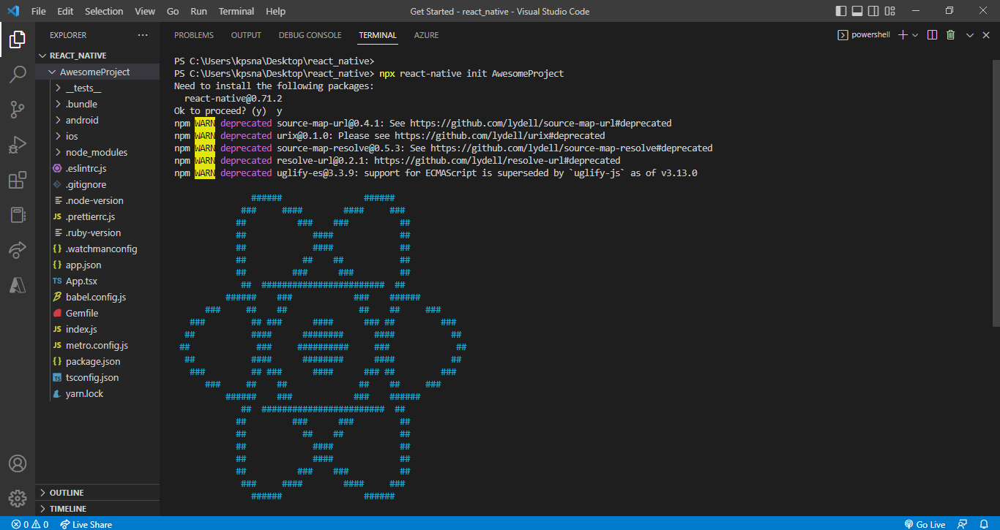 File Edit Selection View Go Run Terminal Help
Get Started - react_native - Visual Studio Code
EXPLORER
REACT_NATIVE
AwesomeProject
__tests__
.bundle
android
ios
node_modules
.eslintrc.js
.gitignore
.node-version
JS .prettierrc.js
.ruby-version
{} .watchmanconfig
{} app.json
TS App.tsx
babel.config.js
Gemfile
JS index.js
JS metro.config.js
{} package.json
TS tsconfig.json
yarn.lock
OUTLINE
TIMELINE
PROBLEMS OUTPUT DEBUG CONSOLE TERMINAL AZURE
powershell
PS C:\Users\kpsna\Desktop\react_native>
PS C:\Users\kpsna\Desktop\react_native> npx react-native init AwesomeProject
Need to install the following packages:
  react-native@0.71.2
Ok to proceed? (y) y
npm WARN deprecated source-map-url@0.4.1: See https://github.com/lydell/source-map-url#deprecated
npm WARN deprecated urix@0.1.0: Please see https://github.com/lydell/urix#deprecated
npm WARN deprecated source-map-resolve@0.5.3: See https://github.com/lydell/source-map-resolve#deprecated
npm WARN deprecated resolve-url@0.2.1: https://github.com/lydell/resolve-url#deprecated
npm WARN deprecated uglify-es@3.3.9: support for ECMAScript is superseded by `uglify-js` as of v3.13.0
               ######                ######
             ###     ####        ####     ###
            ##          ###    ###          ##
            ##             ####             ##
            ##             ####             ##
            ##           ##    ##           ##
            ##         ###      ###         ##
             ##  ########################  ##
          ######    ###            ###    ######
      ###     ##    ##              ##    ##     ###
   ###         ## ###      ####      ### ##         ###
  ##           ####      ########      ####           ##
 ##             ###     ##########     ###             ##
  ##           ####      ########      ####           ##
   ###         ## ###      ####      ### ##         ###
      ###     ##    ##              ##    ##     ###
          ######    ###            ###    ######
             ##  ########################  ##
            ##         ###      ###         ##
            ##           ##    ##           ##
            ##             ####             ##
            ##             ####             ##
            ##          ###    ###          ##
             ###     ####        ####     ###
               ######                ######
0 0 Live Share
Go Live